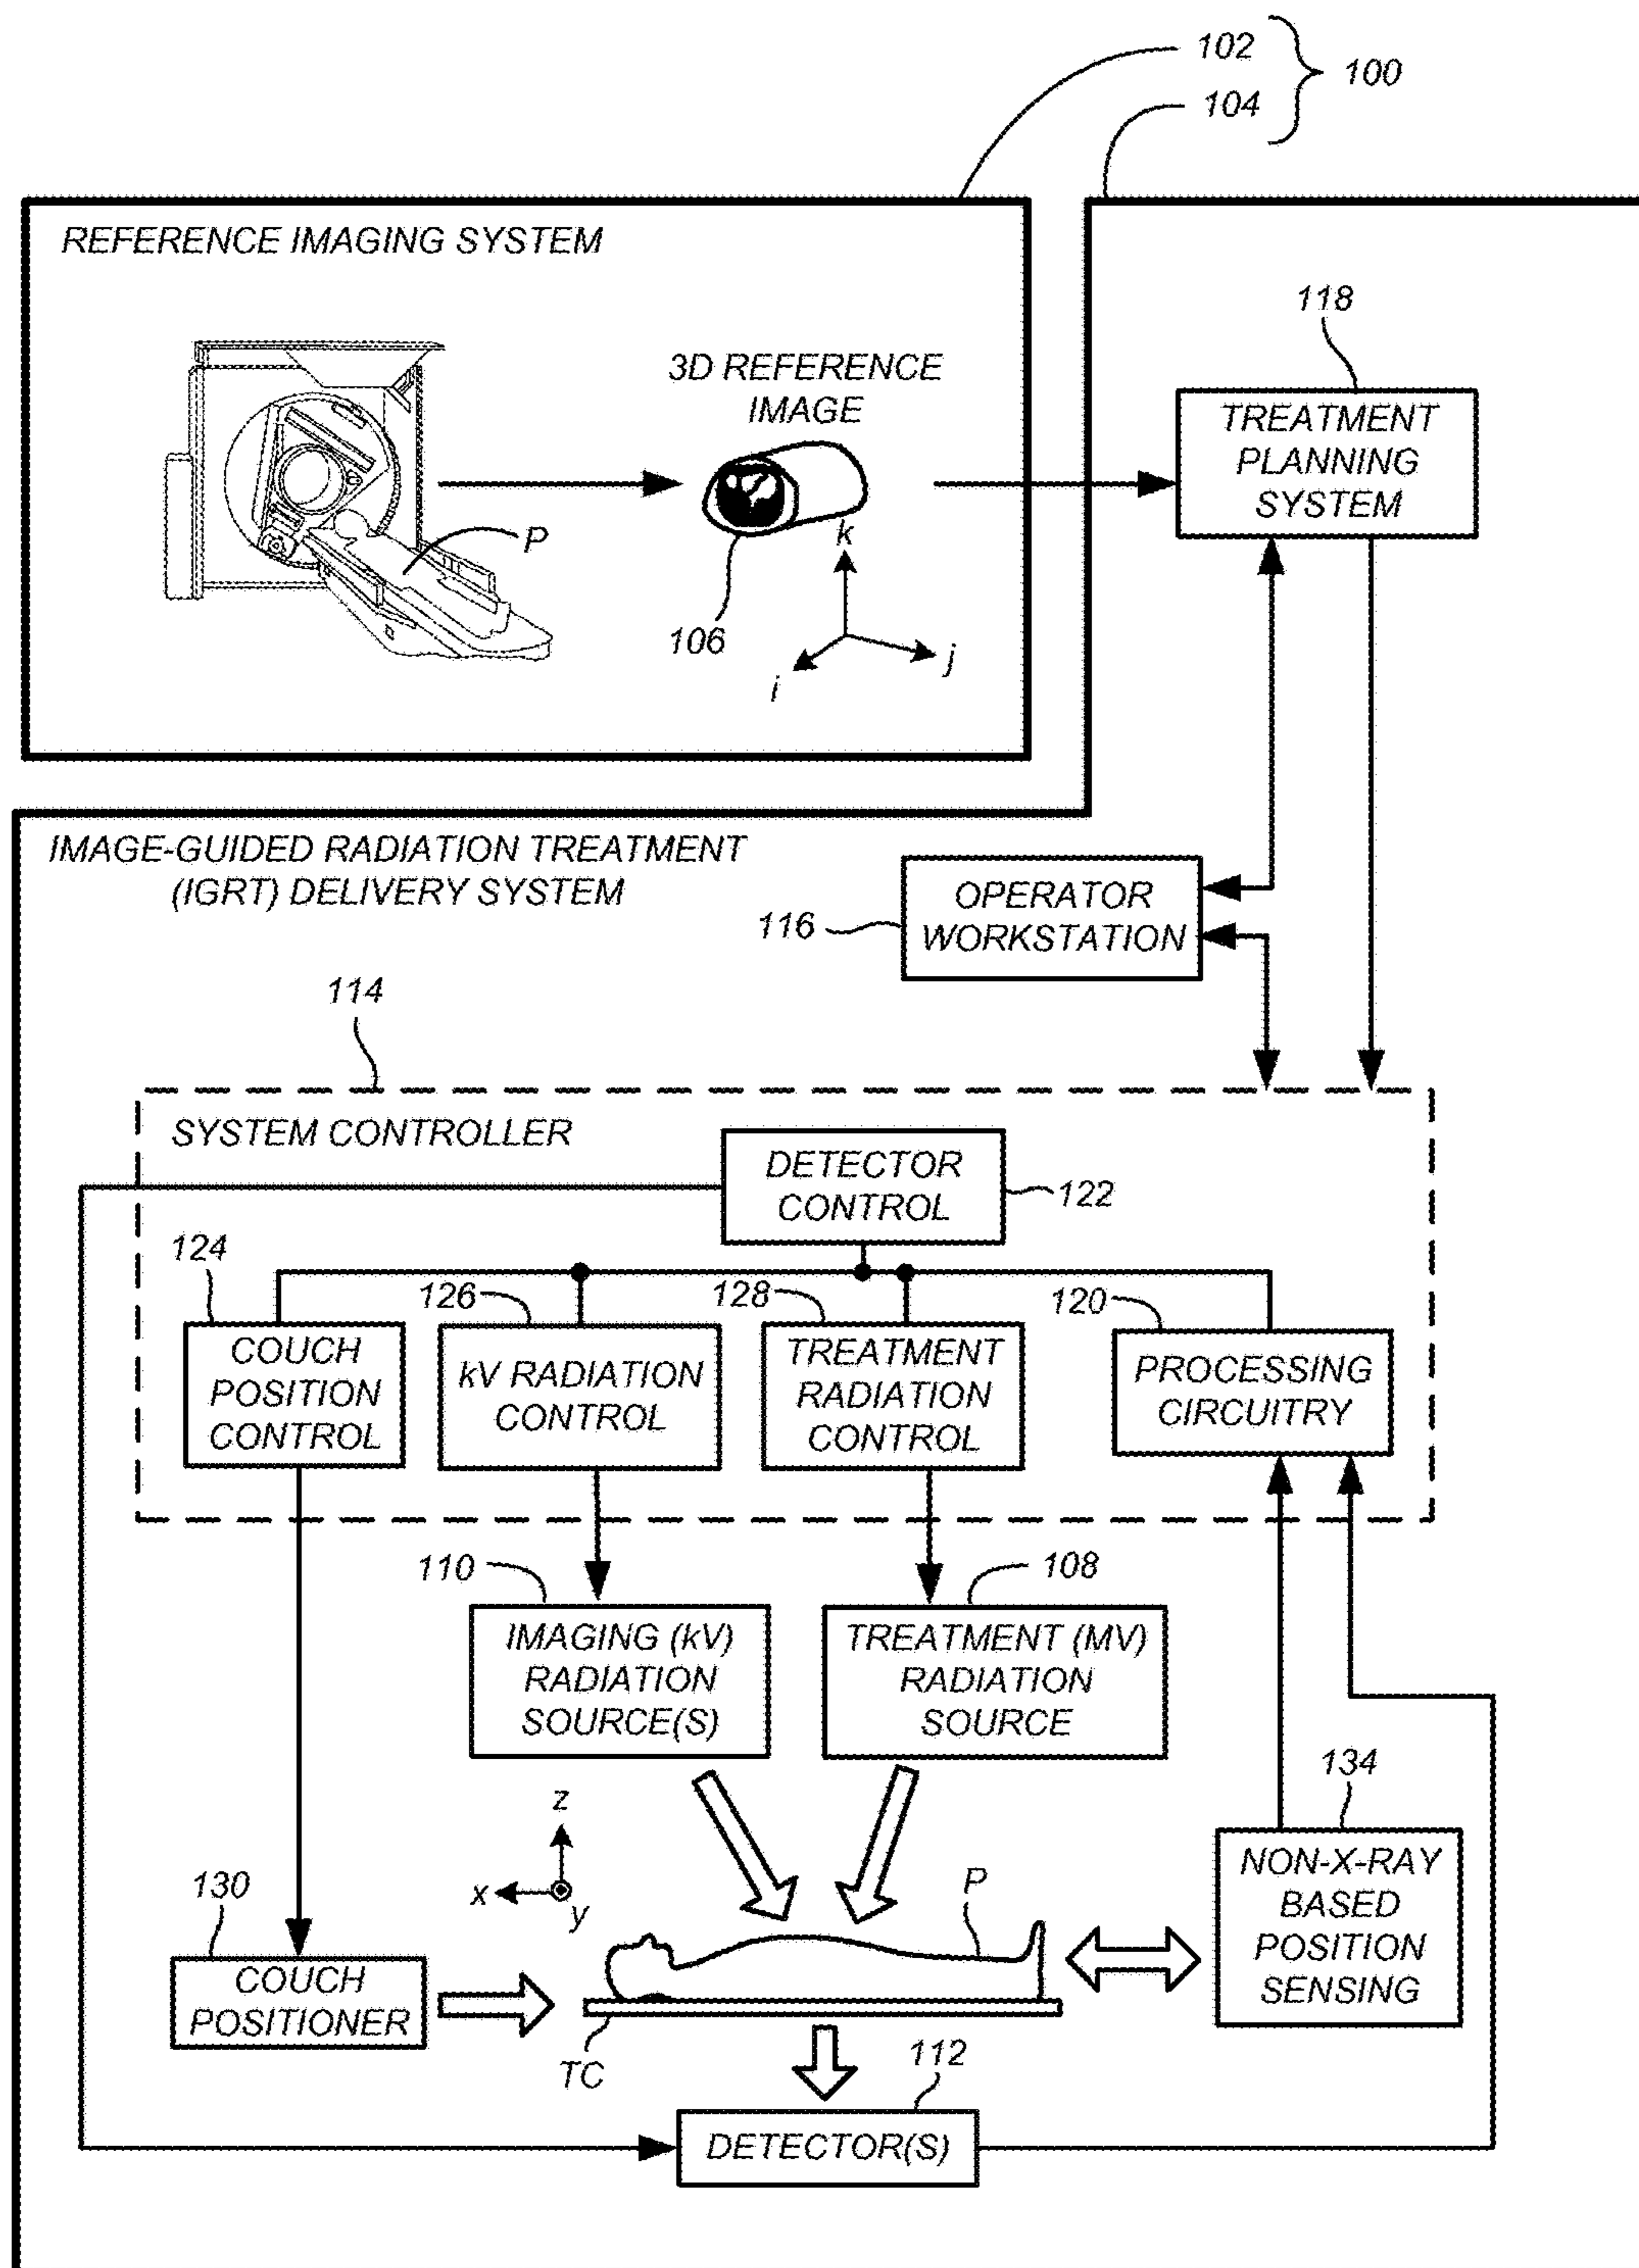 102
100
104
REFERENCE IMAGING SYSTEM
118
3D REFERENCE
IMAGE
TREATMENT
PLANNING
SYSTEM
P
k
106
j
i
IMAGE-GUIDED RADIATION TREATMENT
(IGRT) DELIVERY SYSTEM
OPERATOR
WORKSTATION
116
114
SYSTEM CONTROLLER
DETECTOR
CONTROL
122
124
126
128
120
COUCH
POSITION
CONTROL
kV RADIATION
CONTROL
TREATMENT
RADIATION
CONTROL
PROCESSING
CIRCUITRY
110
108
IMAGING (kV)
RADIATION
SOURCE(S)
TREATMENT (MV)
RADIATION
SOURCE
134
z
x
y
130
P
NON-X-RAY
BASED
POSITION
SENSING
COUCH
POSITIONER
TC
112
DETECTOR(S)